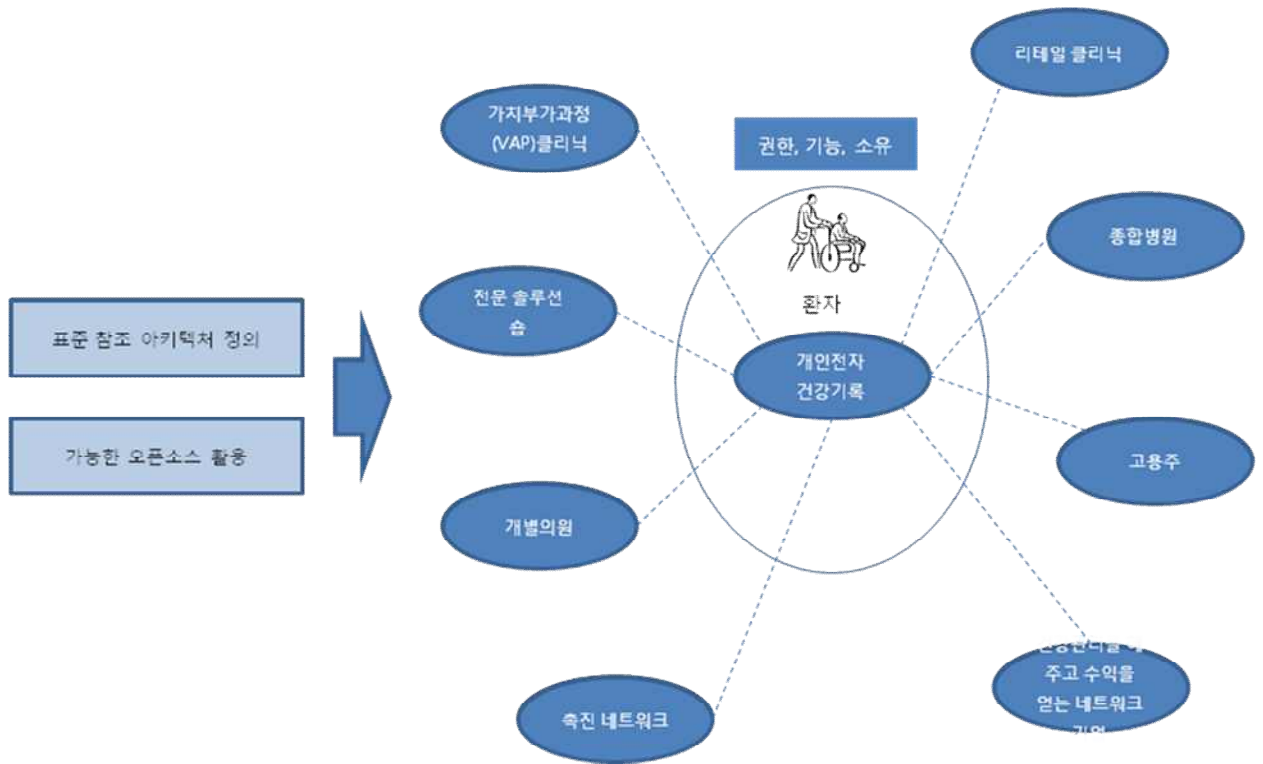 리테일 클리닉
가치부가과정
(VAP)클리닉
권한, 기능, 소유
종합병원
전문 솔루션
숍
환자
표준 참조 아키텍처 정의
개인전자
건강기록
가능한 오픈소스 활용
고용주
개별의원
주고 수익을
얻는 네트워크
촉진 네트워크